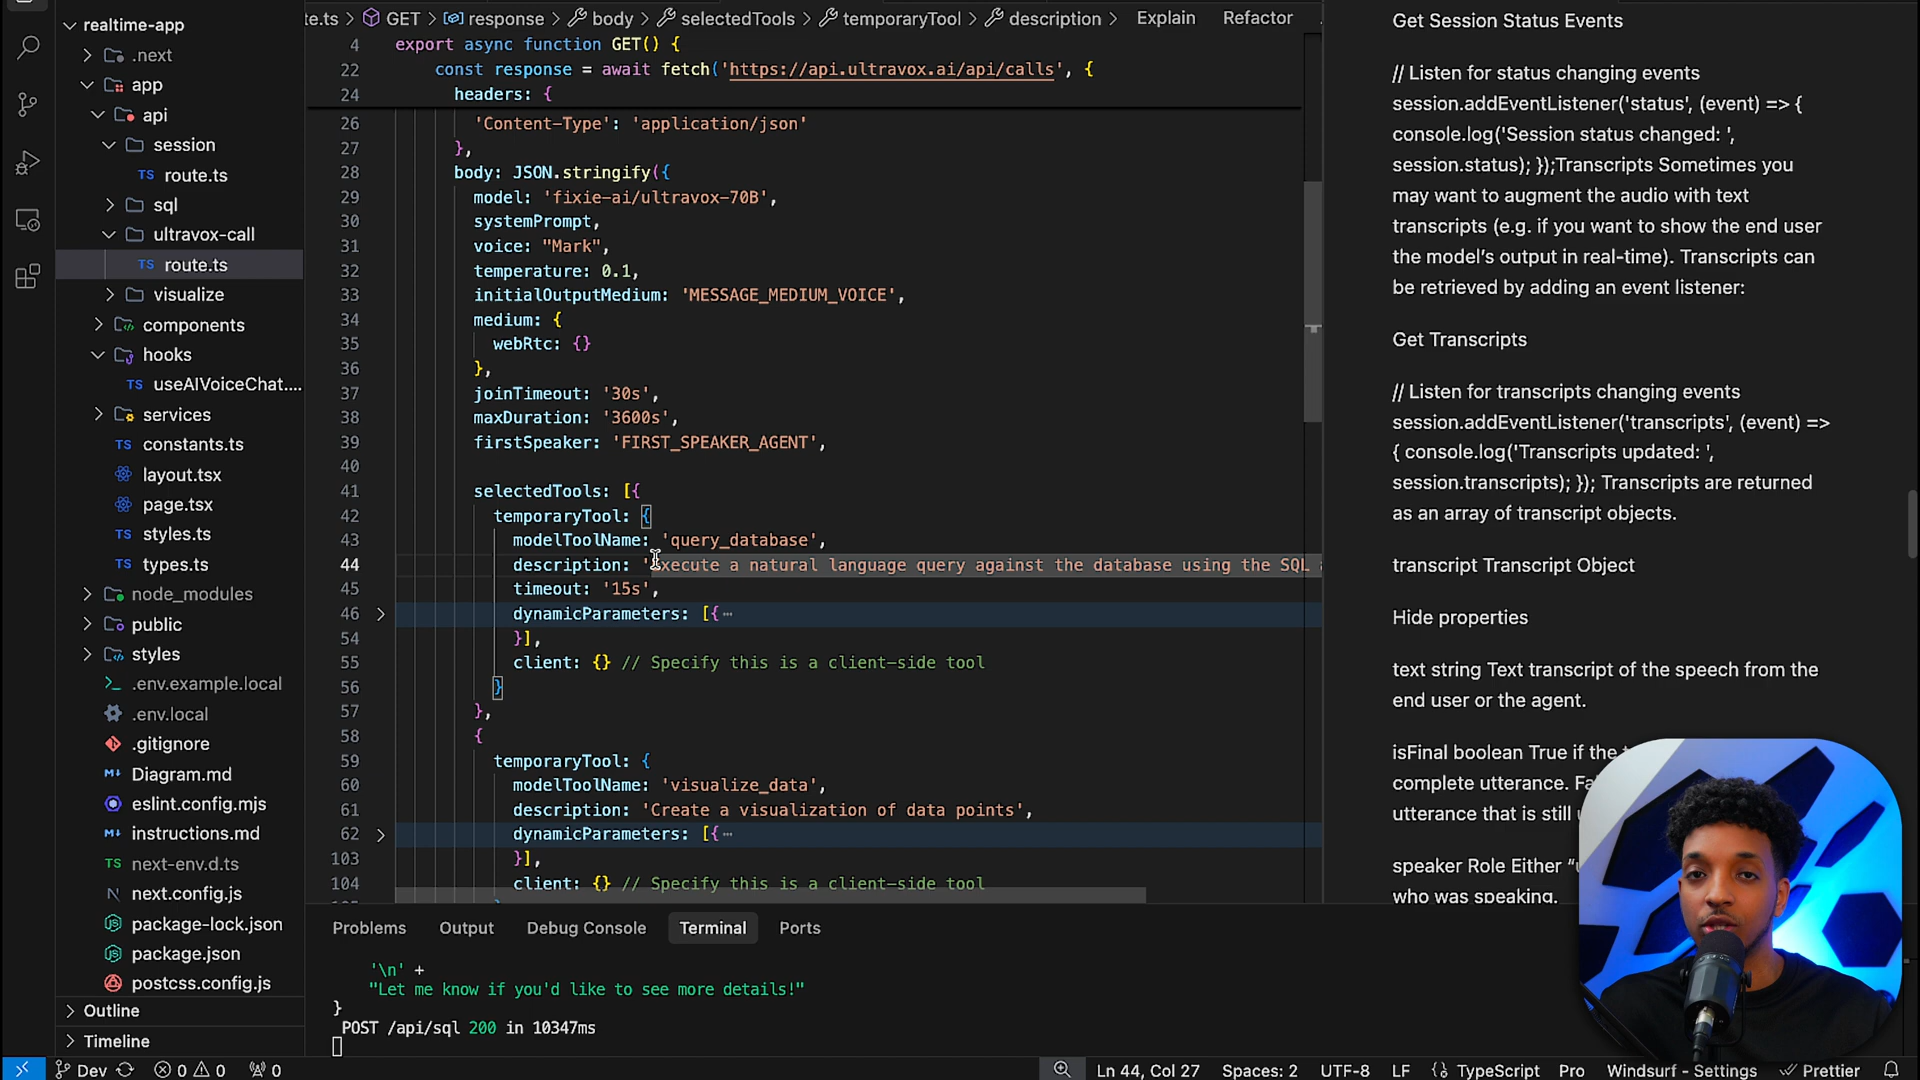 realtime-app
.next
app
api
session
route.ts
sql
ultravox-call
route.ts
visualize
components
hooks
useAIVoiceChat....
services
constants.ts
layout.tsx
page.tsx
styles.ts
types.ts
node_modules
public
styles
.env.example.local
.env.local
.gitignore
Diagram.md
eslint.config.mjs
instructions.md
next-env.d.ts
next.config.js
package-lock.json
package.json
postcss.config.js
Outline
Timeline
te.ts > GET > response > body > selectedTools > temporaryTool > description > Explain Refactor
4 export async function GET() {
22 const response = await fetch('https://api.ultravox.ai/api/calls', {
24 headers: {
26 'Content-Type': 'application/json'
27 },
28 body: JSON.stringify({
29 model: 'fixie-ai/ultravox-70B',
30 systemPrompt,
31 voice: "Mark",
32 temperature: 0.1,
33 initialOutputMedium: 'MESSAGE_MEDIUM_VOICE',
34 medium: {
35 webRtc: {}
36 },
37 joinTimeout: '30s',
38 maxDuration: '3600s',
39 firstSpeaker: 'FIRST_SPEAKER_AGENT',
40
41 selectedTools: [{
42 temporaryTool: {
43 modelToolName: 'query_database',
44 description: 'Execute a natural language query against the database using the SQL
45 timeout: '15s',
46 dynamicParameters: [{ ⋯
54 }],
55 client: {} // Specify this is a client-side tool
56 }
57 },
58 {
59 temporaryTool: {
60 modelToolName: 'visualize_data',
61 description: 'Create a visualization of data points',
62 dynamicParameters: [{ ⋯
103 }],
104 client: {} // Specify this is a client-side tool
Problems Output Debug Console Terminal Ports
'\n' +
"Let me know if you'd like to see more details!"
}
POST /api/sql 200 in 10347ms
Get Session Status Events
// Listen for status changing events
session.addEventListener('status', (event) => {
console.log('Session status changed: ',
session.status); });Transcripts Sometimes you
may want to augment the audio with text
transcripts (e.g. if you want to show the end user
the model's output in real-time). Transcripts can
be retrieved by adding an event listener:
Get Transcripts
// Listen for transcripts changing events
session.addEventListener('transcripts', (event) =>
{ console.log('Transcripts updated: ',
session.transcripts); }); Transcripts are returned
as an array of transcript objects.
transcript Transcript Object
Hide properties
text string Text transcript of the speech from the
end user or the agent.
isFinal boolean True if the
complete utterance.
utterance that is still
speaker Role Either
who was speaking.
Dev 0 0 0 Ln 44, Col 27 Spaces: 2 UTF-8 LF TypeScript Pro Windsurf - Settings Prettier